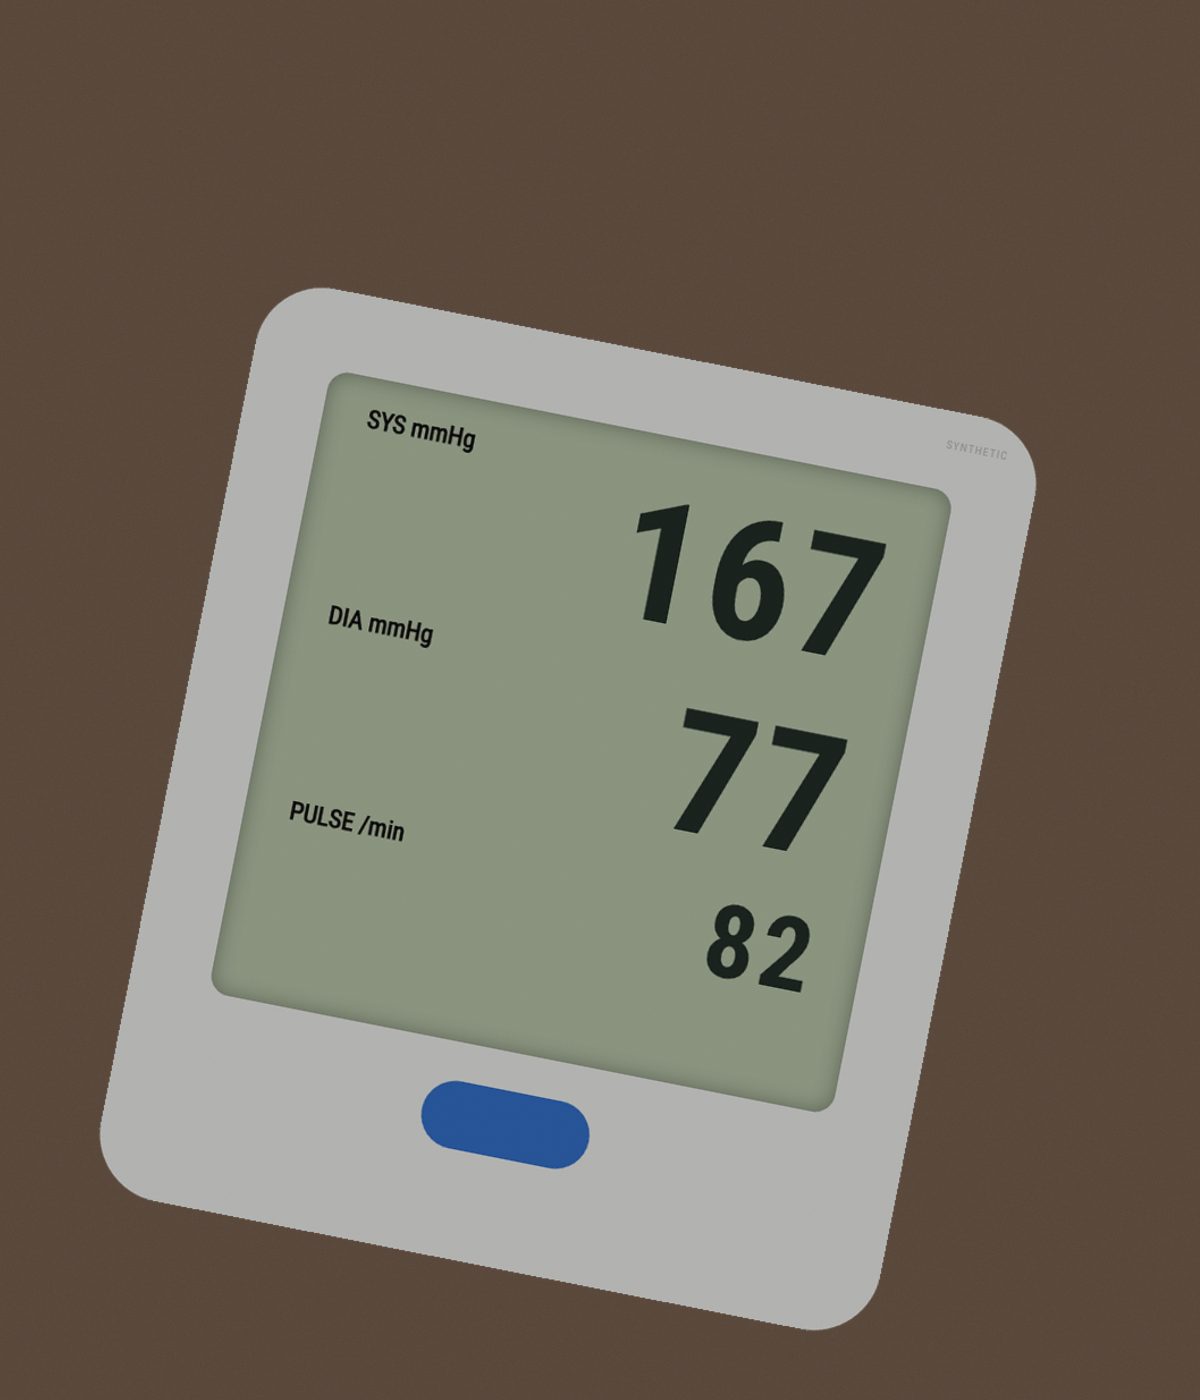 SYNTHETIC
SYS mmHg
167
DIA mmHg
77
PULSE /min
82